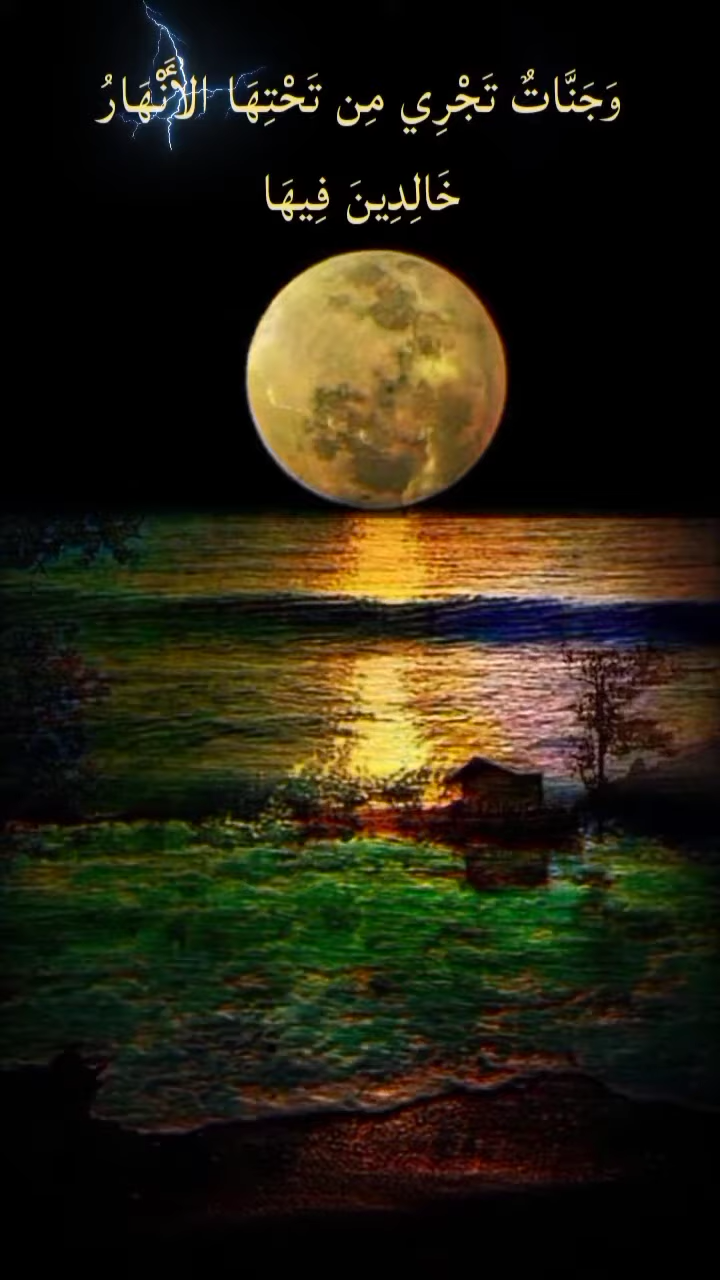 وَجَنَّاتٌ تَجْرِي مِن تَحْتِهَا الأَنْهَارُ
خَالِدِينَ فِيهَا